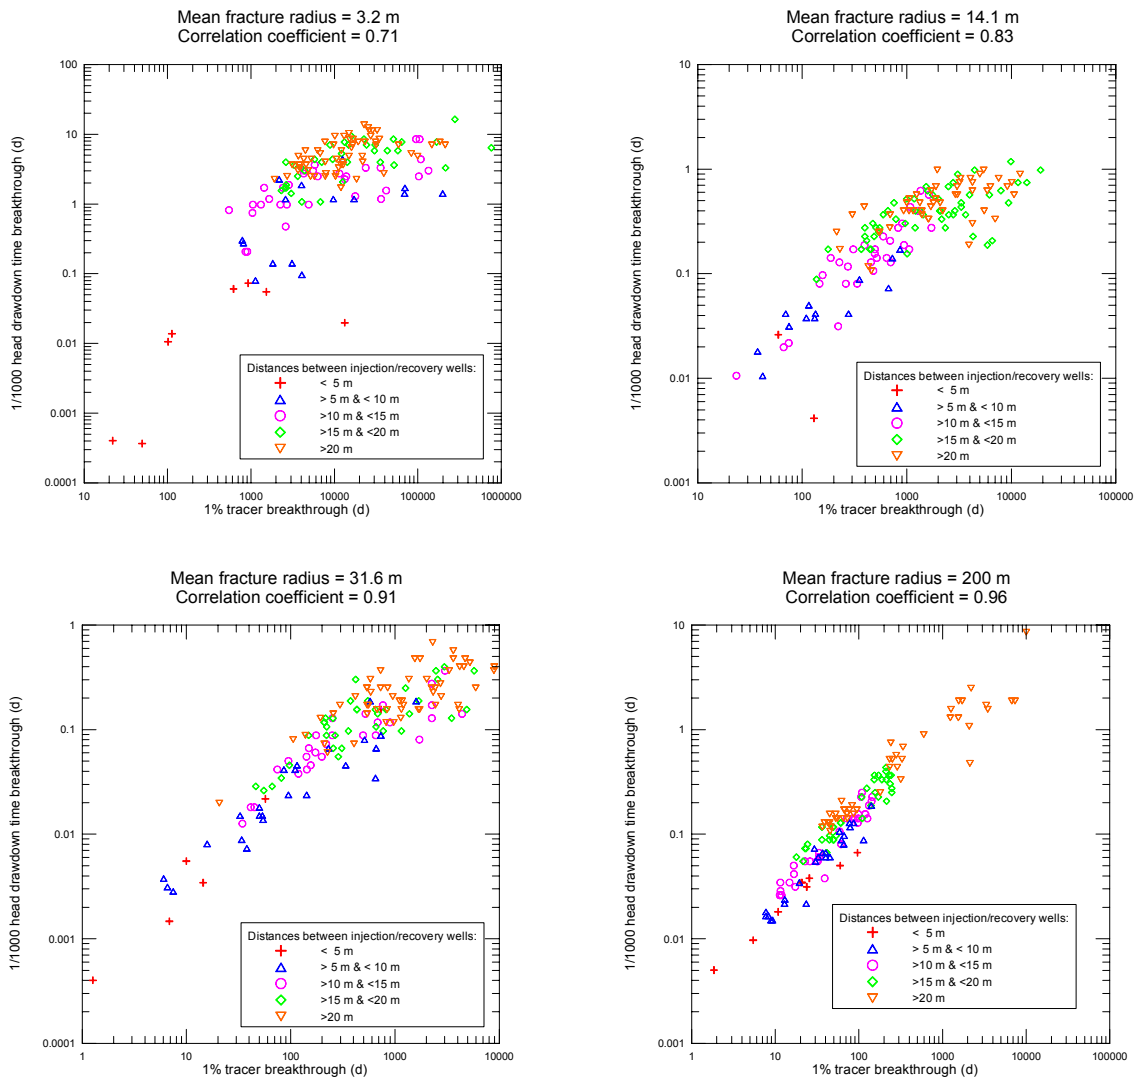 Mean fracture radius = 3.2 m
Correlation coefficient = 0.71
1/1000 head drawdown time breakthrough (d)
100
10
1
0.1
0.01
0.001
0.0001
Distances between injection/recovery wells:
< 5 m
> 5 m & < 10 m
>10 m & <15 m
>15 m & <20 m
>20 m
10 100 1000 10000 100000 1000000
1% tracer breakthrough (d)
Mean fracture radius = 14.1 m
Correlation coefficient = 0.83
1/1000 head drawdown time breakthrough (d)
10
1
0.1
0.01
0.001
Distances between injection/recovery wells:
< 5 m
> 5 m & < 10 m
>10 m & <15 m
>15 m & <20 m
>20 m
10 100 1000 10000 100000
1% tracer breakthrough (d)
Mean fracture radius = 31.6 m
Correlation coefficient = 0.91
1/1000 head drawdown time breakthrough (d)
1
0.1
0.01
0.001
0.0001
Distances between injection/recovery wells:
< 5 m
> 5 m & < 10 m
>10 m & <15 m
>15 m & <20 m
>20 m
1 10 100 1000 10000
1% tracer breakthrough (d)
Mean fracture radius = 200 m
Correlation coefficient = 0.96
1/1000 head drawdown time breakthrough (d)
10
1
0.1
0.01
0.001
Distances between injection/recovery wells:
< 5 m
> 5 m & < 10 m
>10 m & <15 m
>15 m & <20 m
>20 m
1 10 100 1000 10000 100000
1% tracer breakthrough (d)